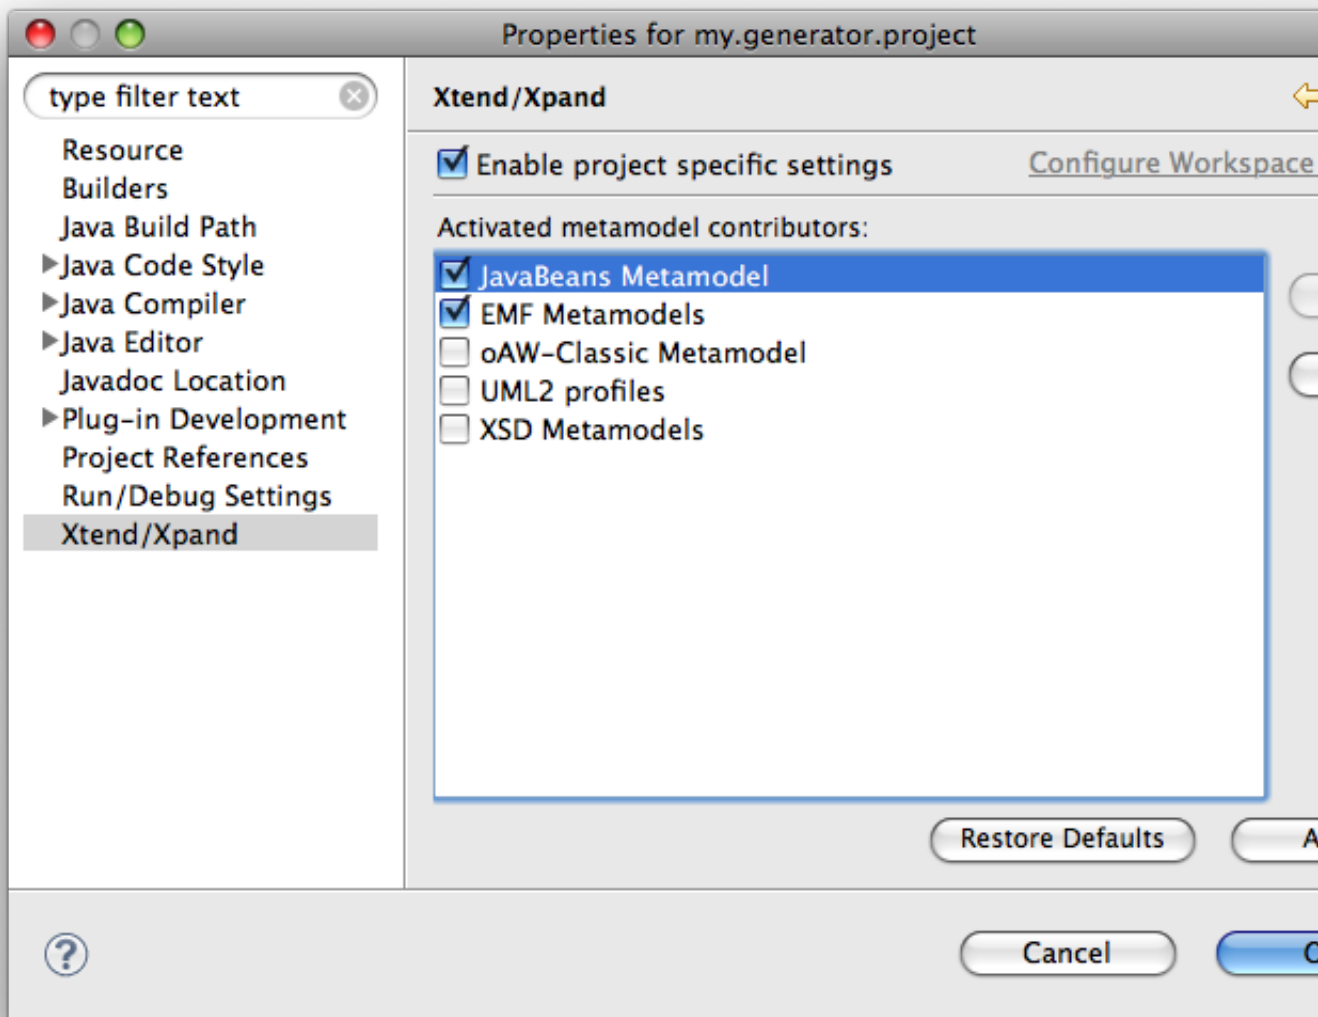 Properties for my.generator.project
type filter text
Resource
Builders
Java Build Path
Java Code Style
Java Compiler
Java Editor
Javadoc Location
Plug-in Development
Project References
Run/Debug Settings
Xtend/Xpand
Xtend/Xpand
Enable project specific settings
Configure Workspace
Activated metamodel contributors:
JavaBeans Metamodel
EMF Metamodels
oAW-Classic Metamodel
UML2 profiles
XSD Metamodels
Restore Defaults
Cancel